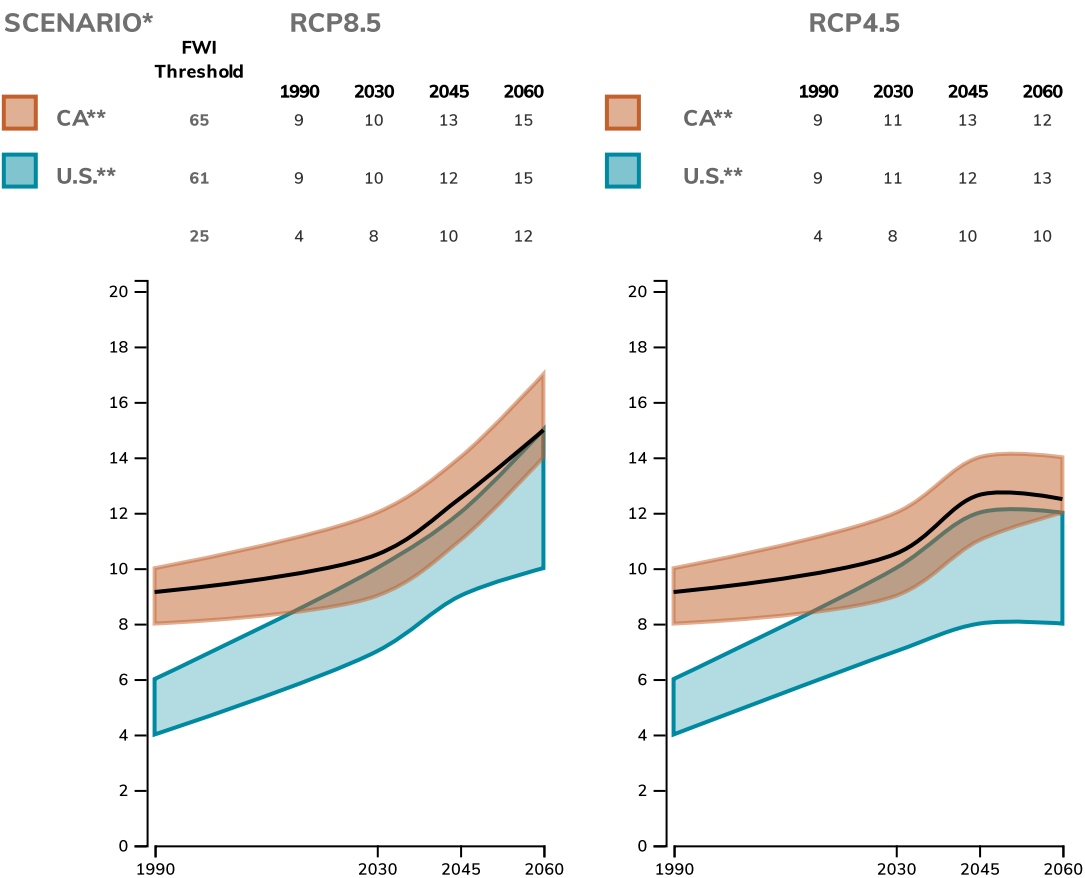 SCENARIO* RCP8.5 RCP4.5
FWI
Threshold
1990 2030 2045 2060 1990 2030 2045 2060
CA** 65 9 10 13 15 CA** 9 11 13 12
U.S.** 61 9 10 12 15 U.S.** 9 11 12 13
25 4 8 10 12 4 8 10 10
20 20
18 18
16 16
14 14
12 12
10 10
8 8
6 6
4 4
2 2
0 0
1990 2030 2045 2060 1990 2030 2045 2060